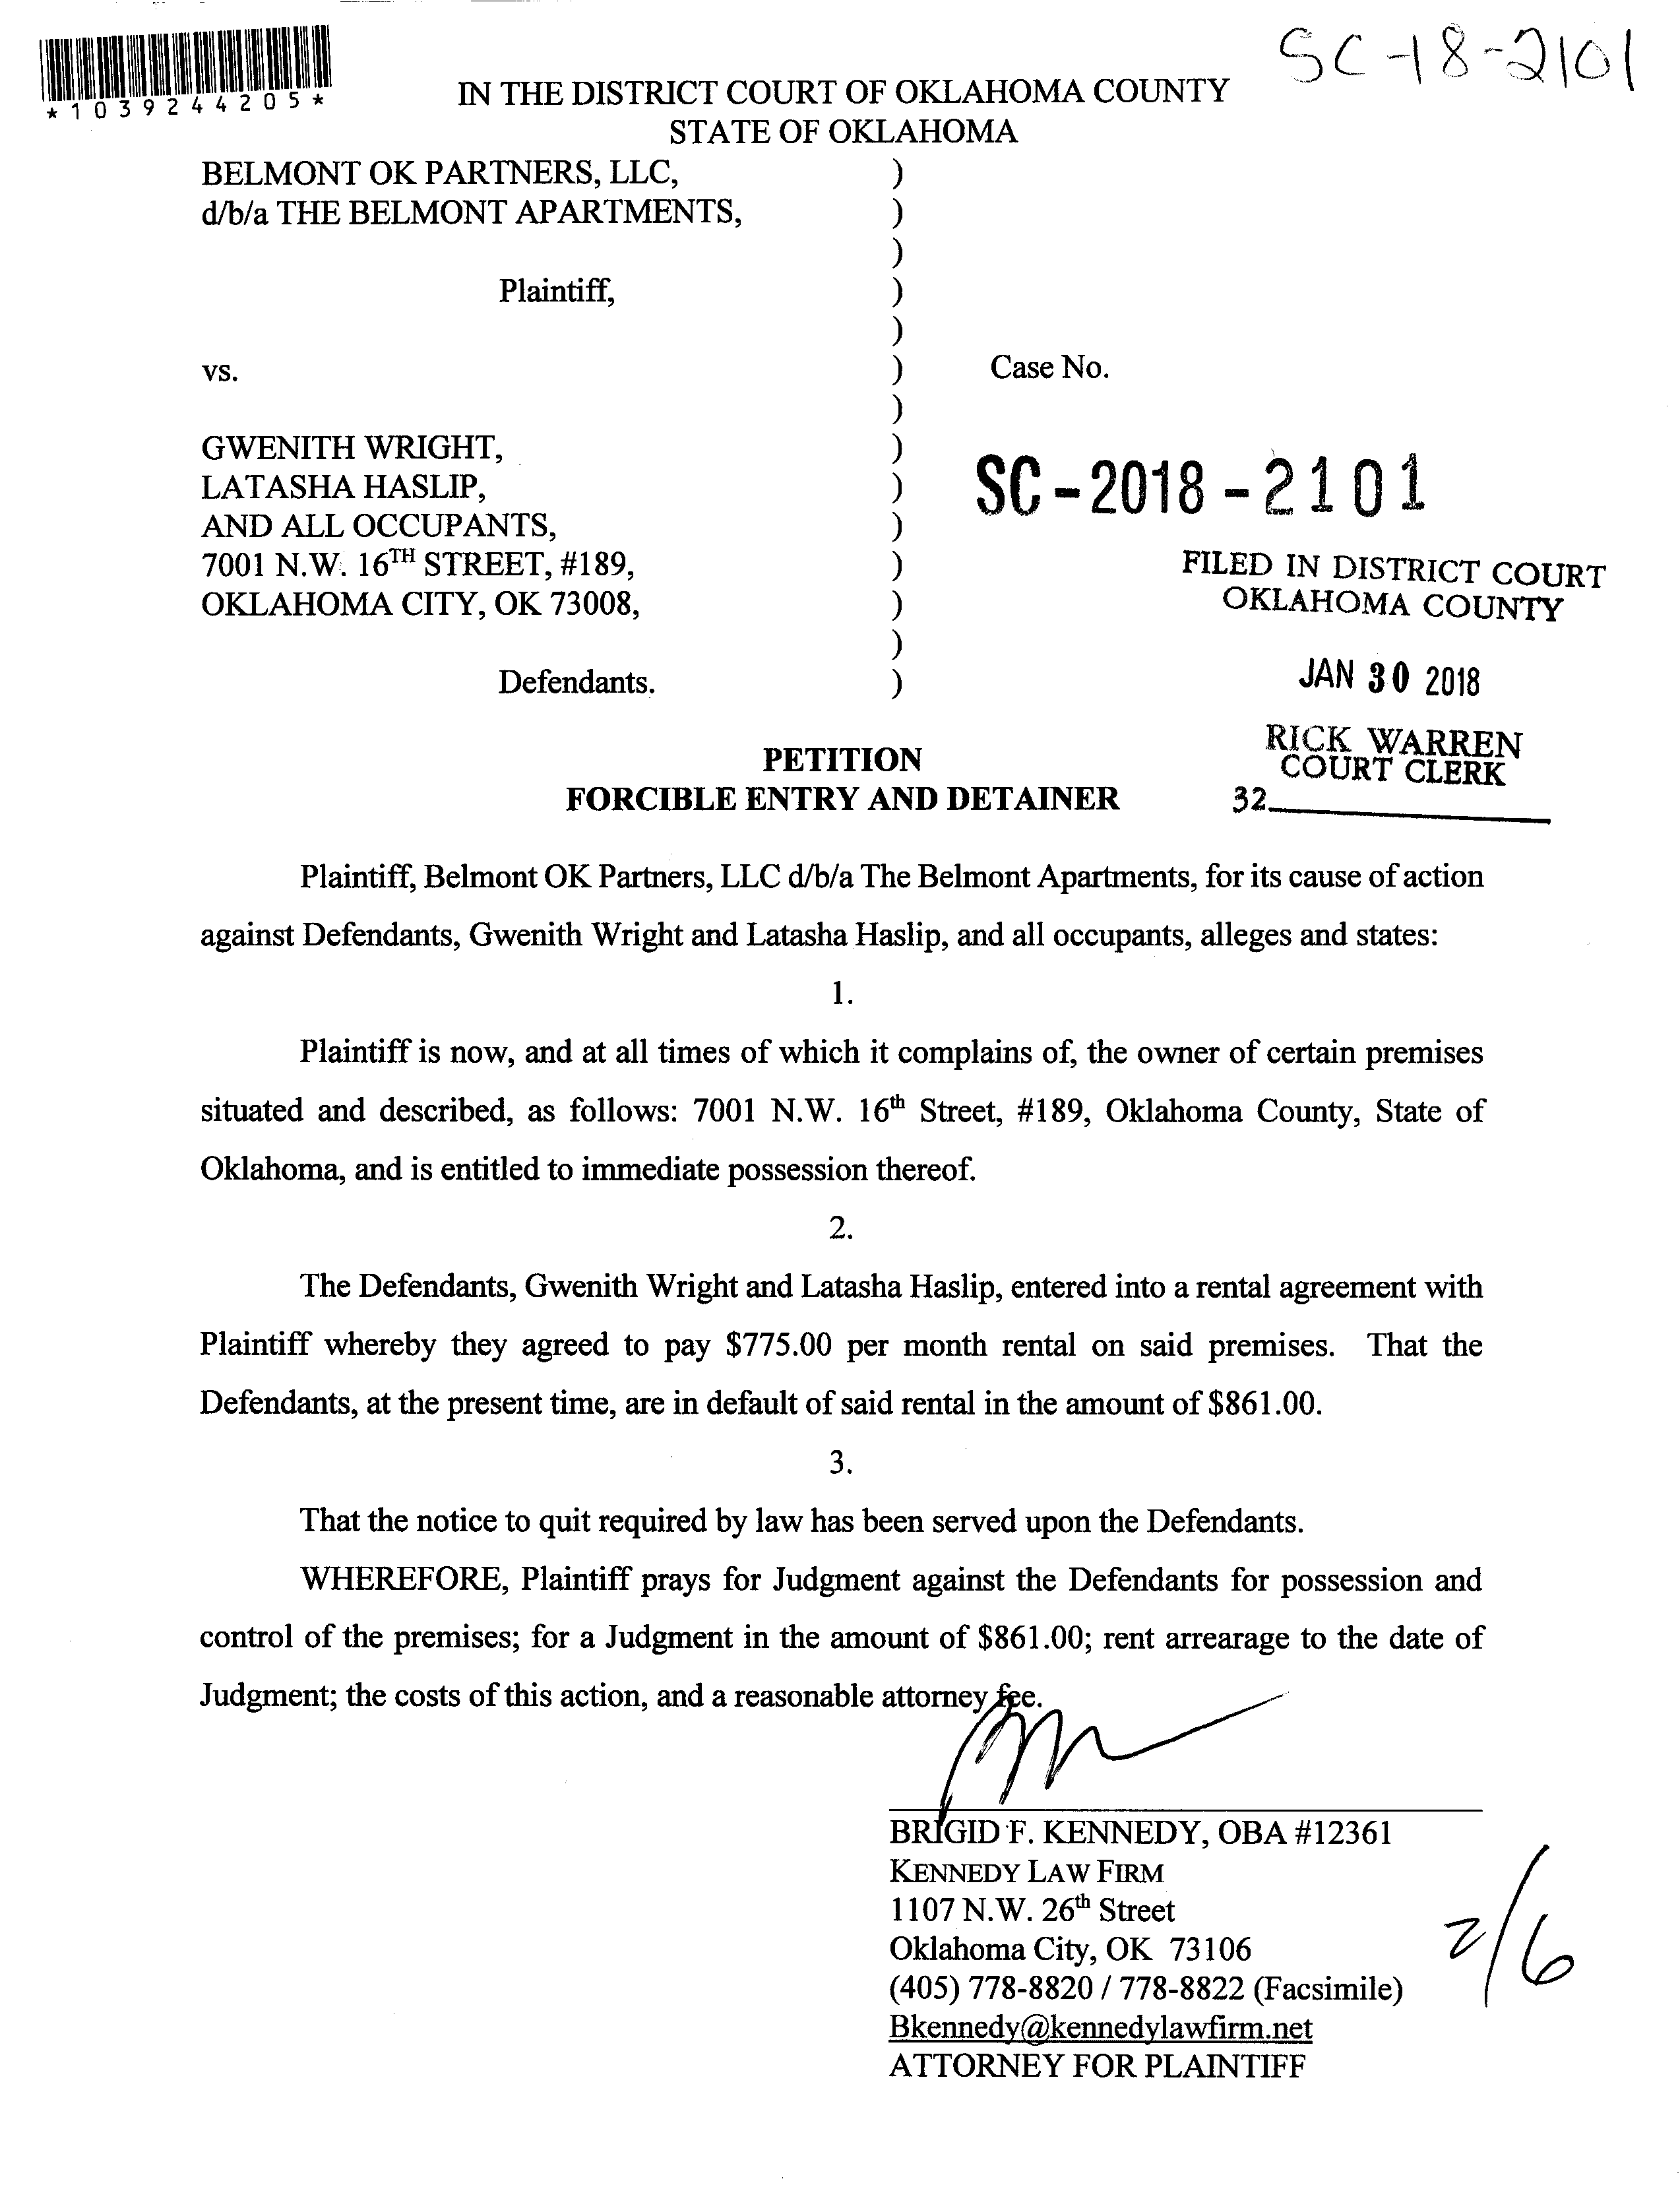 SC-18-2101
*1039244205*
IN THE DISTRICT COURT OF OKLAHOMA COUNTY
STATE OF OKLAHOMA
BELMONT OK PARTNERS, LLC, )
d/b/a THE BELMONT APARTMENTS, )
)
Plaintiff, )
)
vs. ) Case No.
)
GWENITH WRIGHT, )
LATASHA HASLIP, ) SC-2018-2101
AND ALL OCCUPANTS, )
7001 N.W. 16TH STREET, #189, ) FILED IN DISTRICT COURT
OKLAHOMA CITY, OK 73008, ) OKLAHOMA COUNTY
)
Defendants. ) JAN 30 2018
RICK WARREN
PETITION COURT CLERK
FORCIBLE ENTRY AND DETAINER 32
Plaintiff, Belmont OK Partners, LLC d/b/a The Belmont Apartments, for its cause of action
against Defendants, Gwenith Wright and Latasha Haslip, and all occupants, alleges and states:
1.
Plaintiff is now, and at all times of which it complains of, the owner of certain premises
situated and described, as follows: 7001 N.W. 16th Street, #189, Oklahoma County, State of
Oklahoma, and is entitled to immediate possession thereof.
2.
The Defendants, Gwenith Wright and Latasha Haslip, entered into a rental agreement with
Plaintiff whereby they agreed to pay $775.00 per month rental on said premises. That the
Defendants, at the present time, are in default of said rental in the amount of $861.00.
3.
That the notice to quit required by law has been served upon the Defendants.
WHEREFORE, Plaintiff prays for Judgment against the Defendants for possession and
control of the premises; for a Judgment in the amount of $861.00; rent arrearage to the date of
Judgment; the costs of this action, and a reasonable attorney fee.
BRIGID F. KENNEDY, OBA #12361
KENNEDY LAW FIRM
1107 N.W. 26th Street
Oklahoma City, OK 73106
2/6
(405) 778-8820 / 778-8822 (Facsimile)
Bkennedy@kennedylawfirm.net
ATTORNEY FOR PLAINTIFF